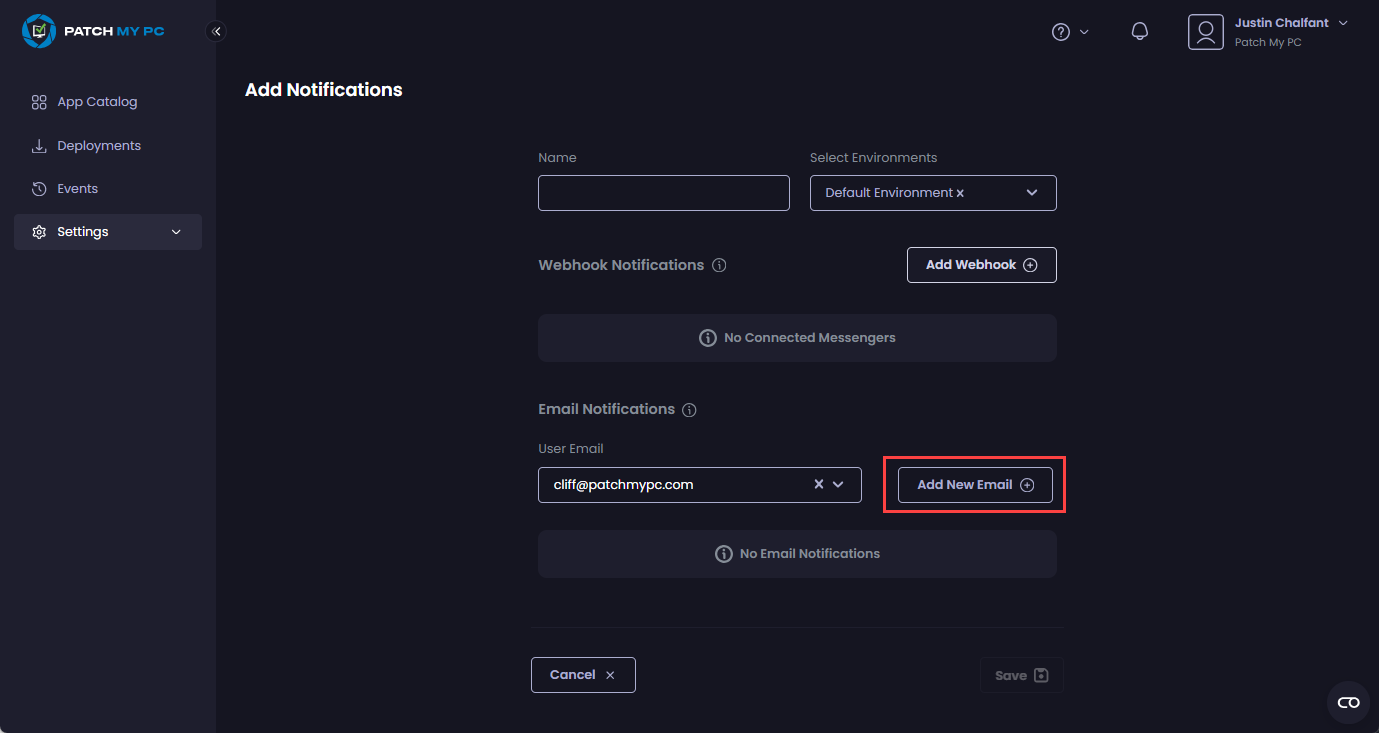 PATCH MY PC
Justin Chalfant
Patch My PC
App Catalog
Deployments
Events
Settings
Add Notifications
Name
Select Environments
Default Environment ×
Webhook Notifications
Add Webhook
No Connected Messengers
Email Notifications
User Email
cliff@patchmypc.com
Add New Email
No Email Notifications
Cancel
Save